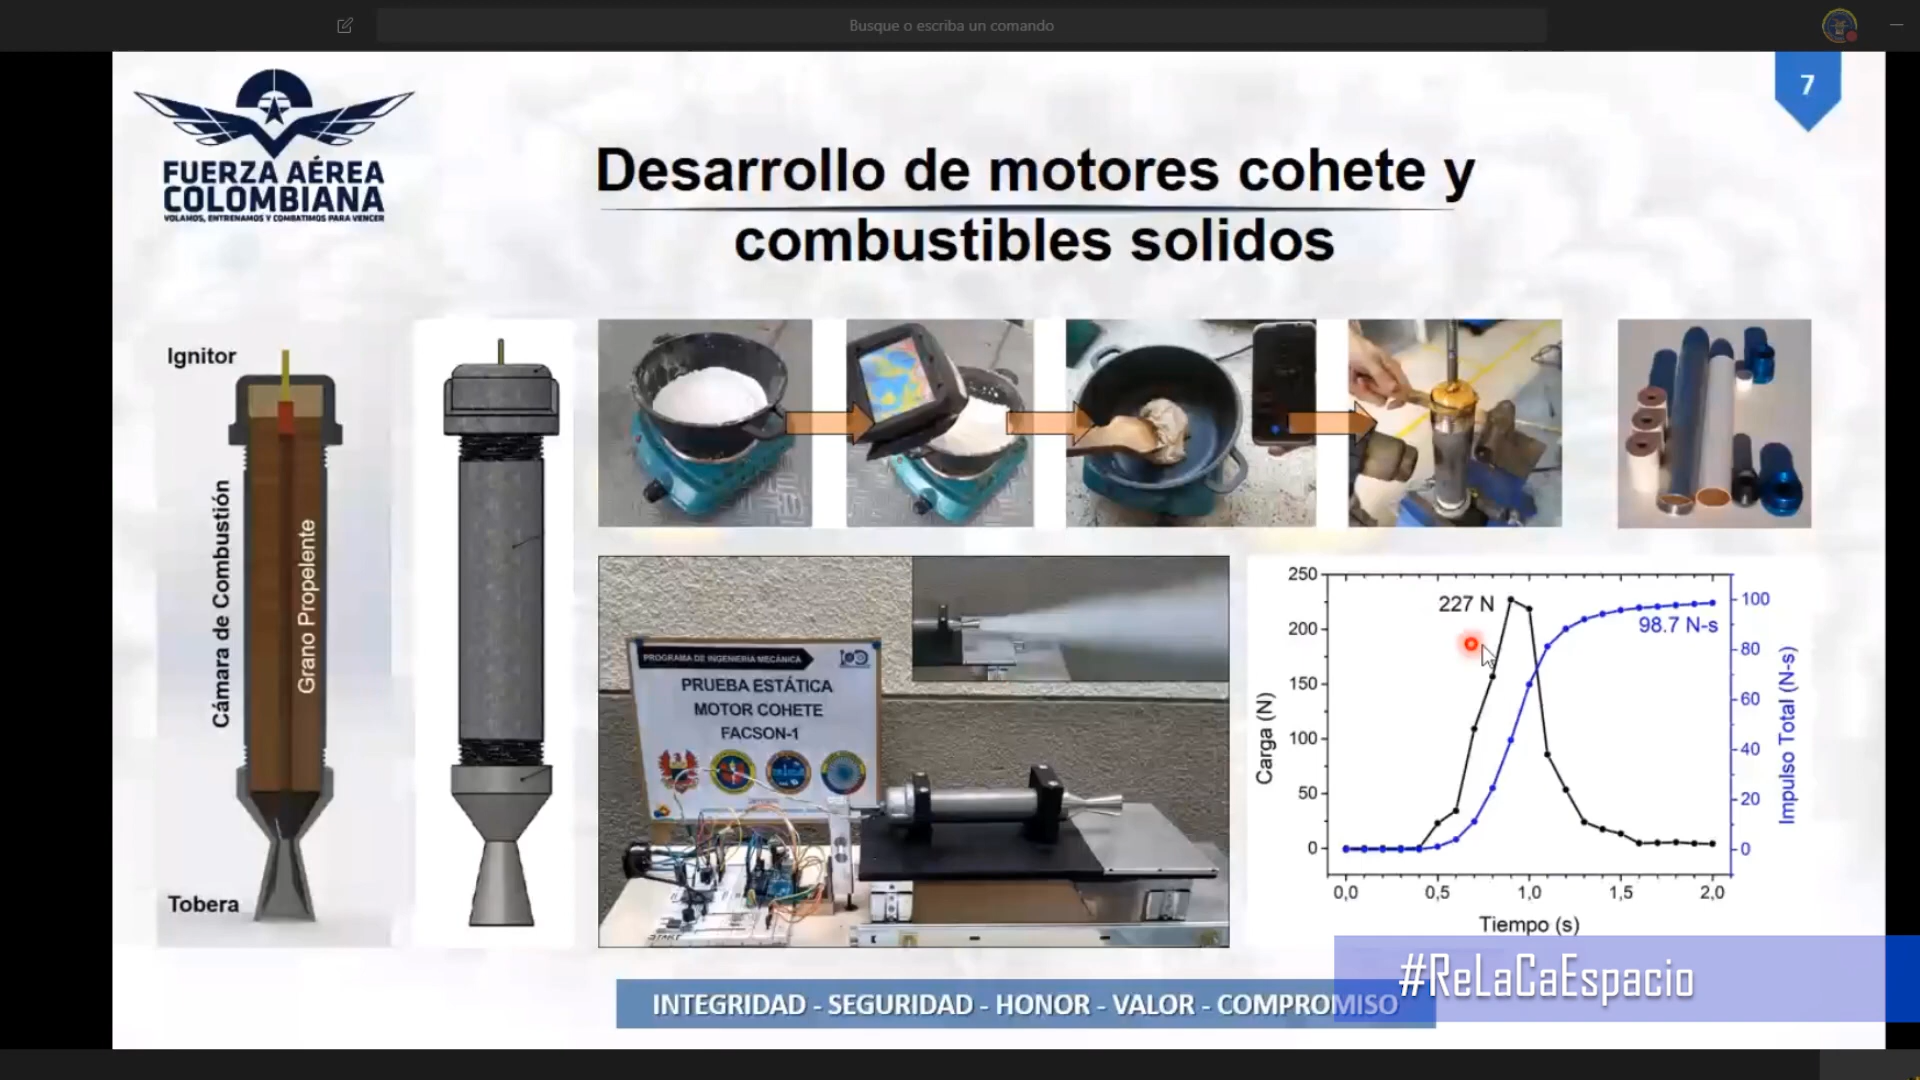 Busque o escriba un comando
7
FUERZA AÉREA
COLOMBIANA
VOLAMOS, ENTRENAMOS Y COMBATIMOS PARA VENCER
Desarrollo de motores cohete y
combustibles solidos
Ignitor
Cámara de Combustión
Grano Propelente
Tobera
PROGRAMA DE INGENIERÍA MECÁNICA
PRUEBA ESTÁTICA
MOTOR COHETE
FACSON-1
START
250
200
150
100
50
0
Carga (N)
227 N
98.7 N-s
100
80
60
40
20
0
Impulso Total (N-s)
0,0 0,5 1,0 1,5 2,0
Tiempo (s)
#ReLaCaEspacio
INTEGRIDAD - SEGURIDAD - HONOR - VALOR - COMPROMISO